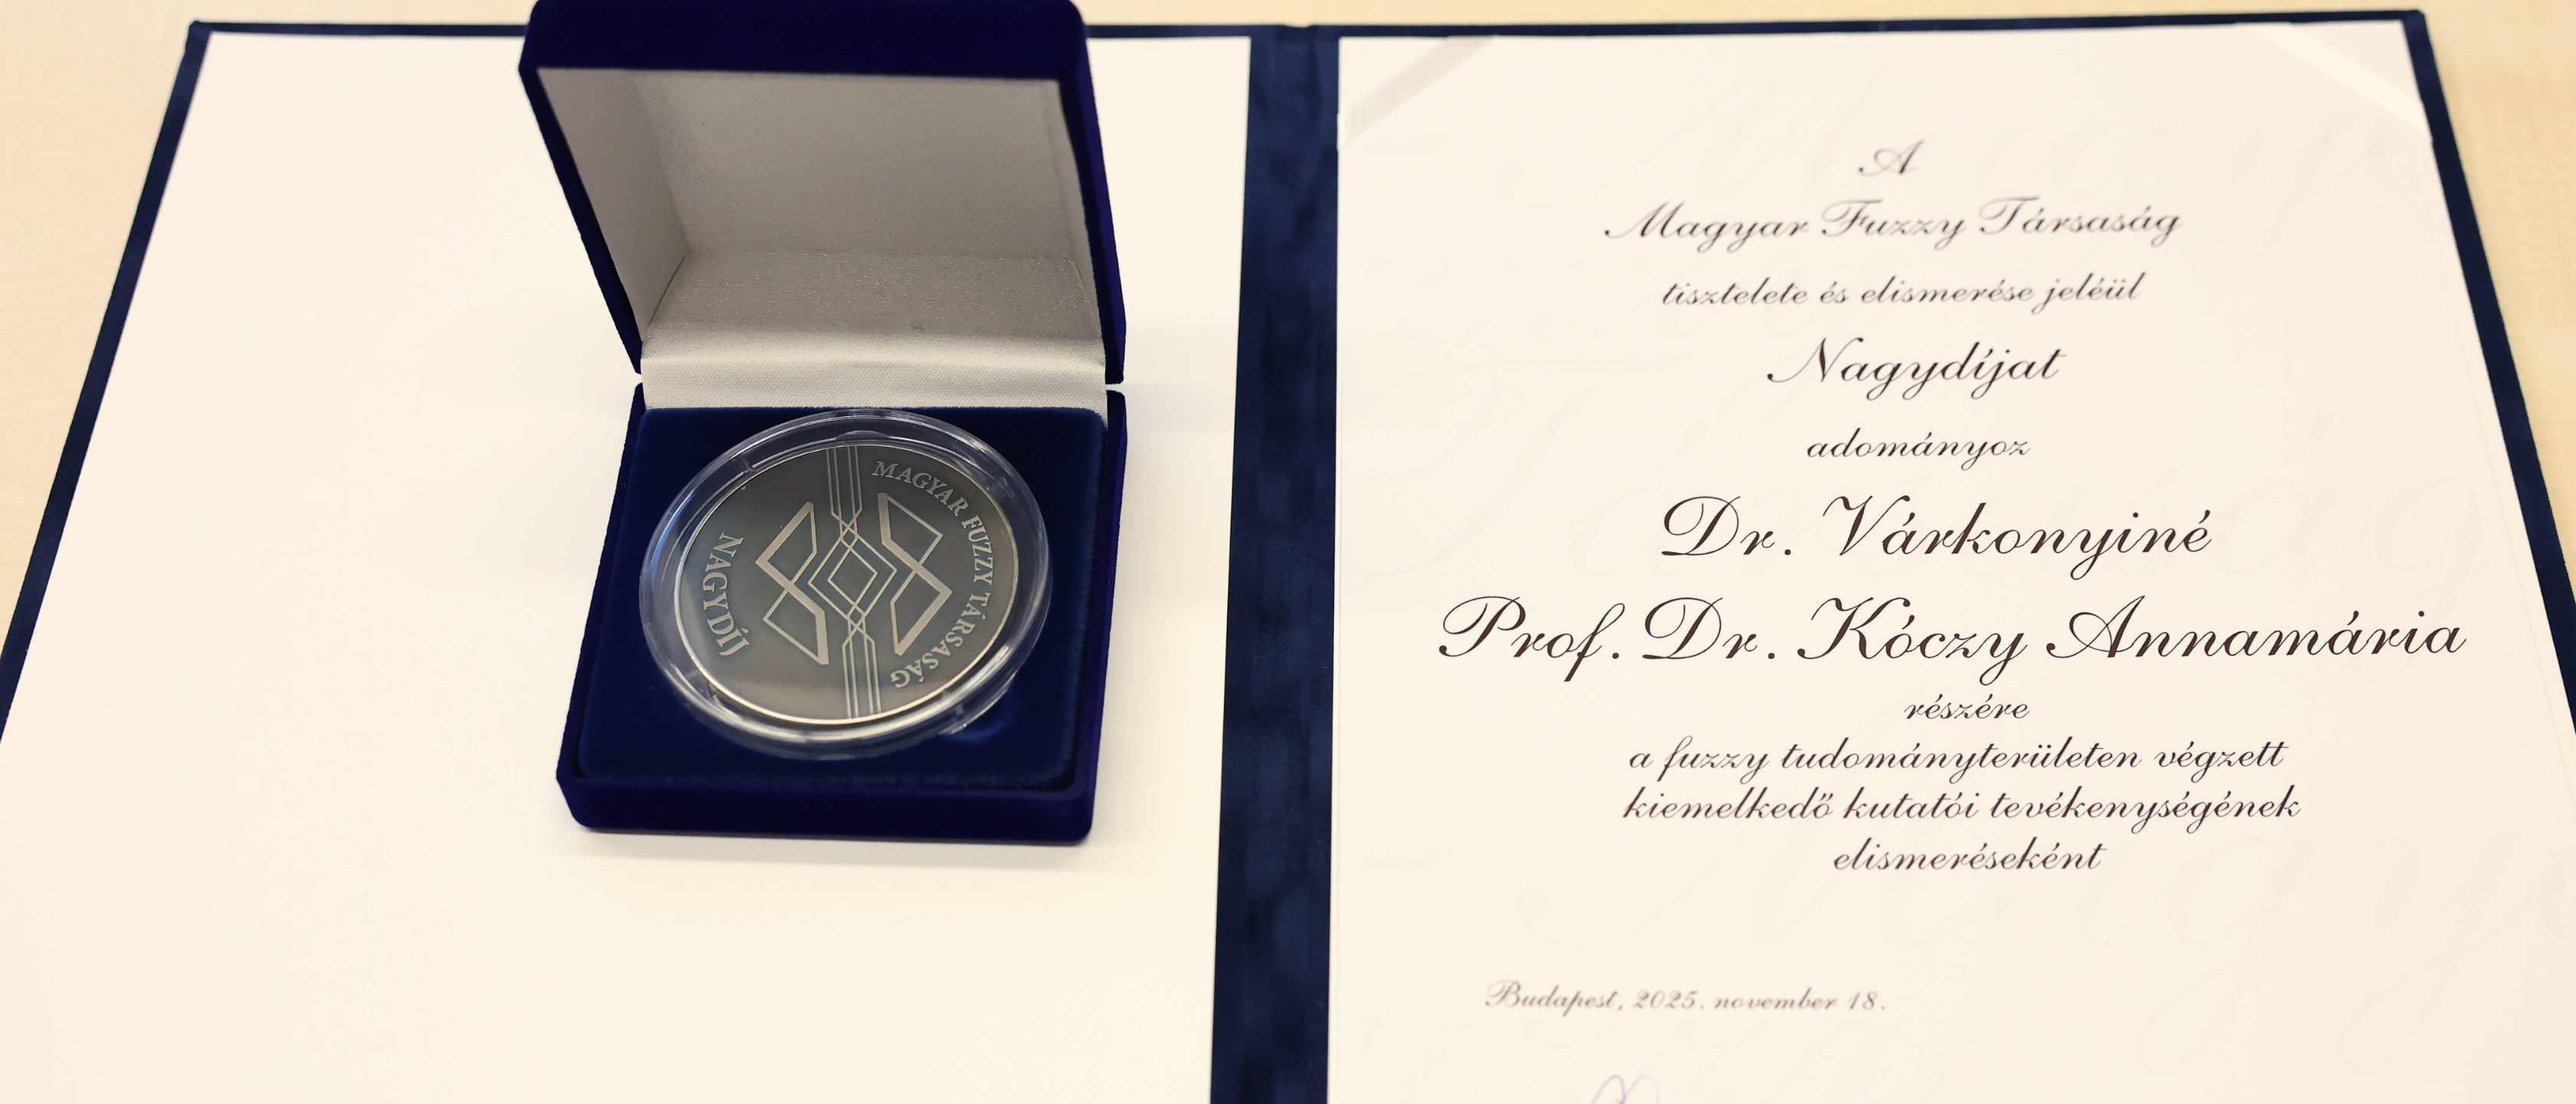 MAGYAR FUZZY TÁRSASÁG
NAGYDÍJ
A
Magyar Fuzzy Társaság
tisztelete és elismerése jeléül
Nagydíjat
adományoz
Dr. Várkonyiné
Prof. Dr. Kóczy Annamária
részére
a fuzzy tudományterületen végzett
kiemelkedő kutatói tevékenységének
elismeréseként
Budapest, 2025. november 18.